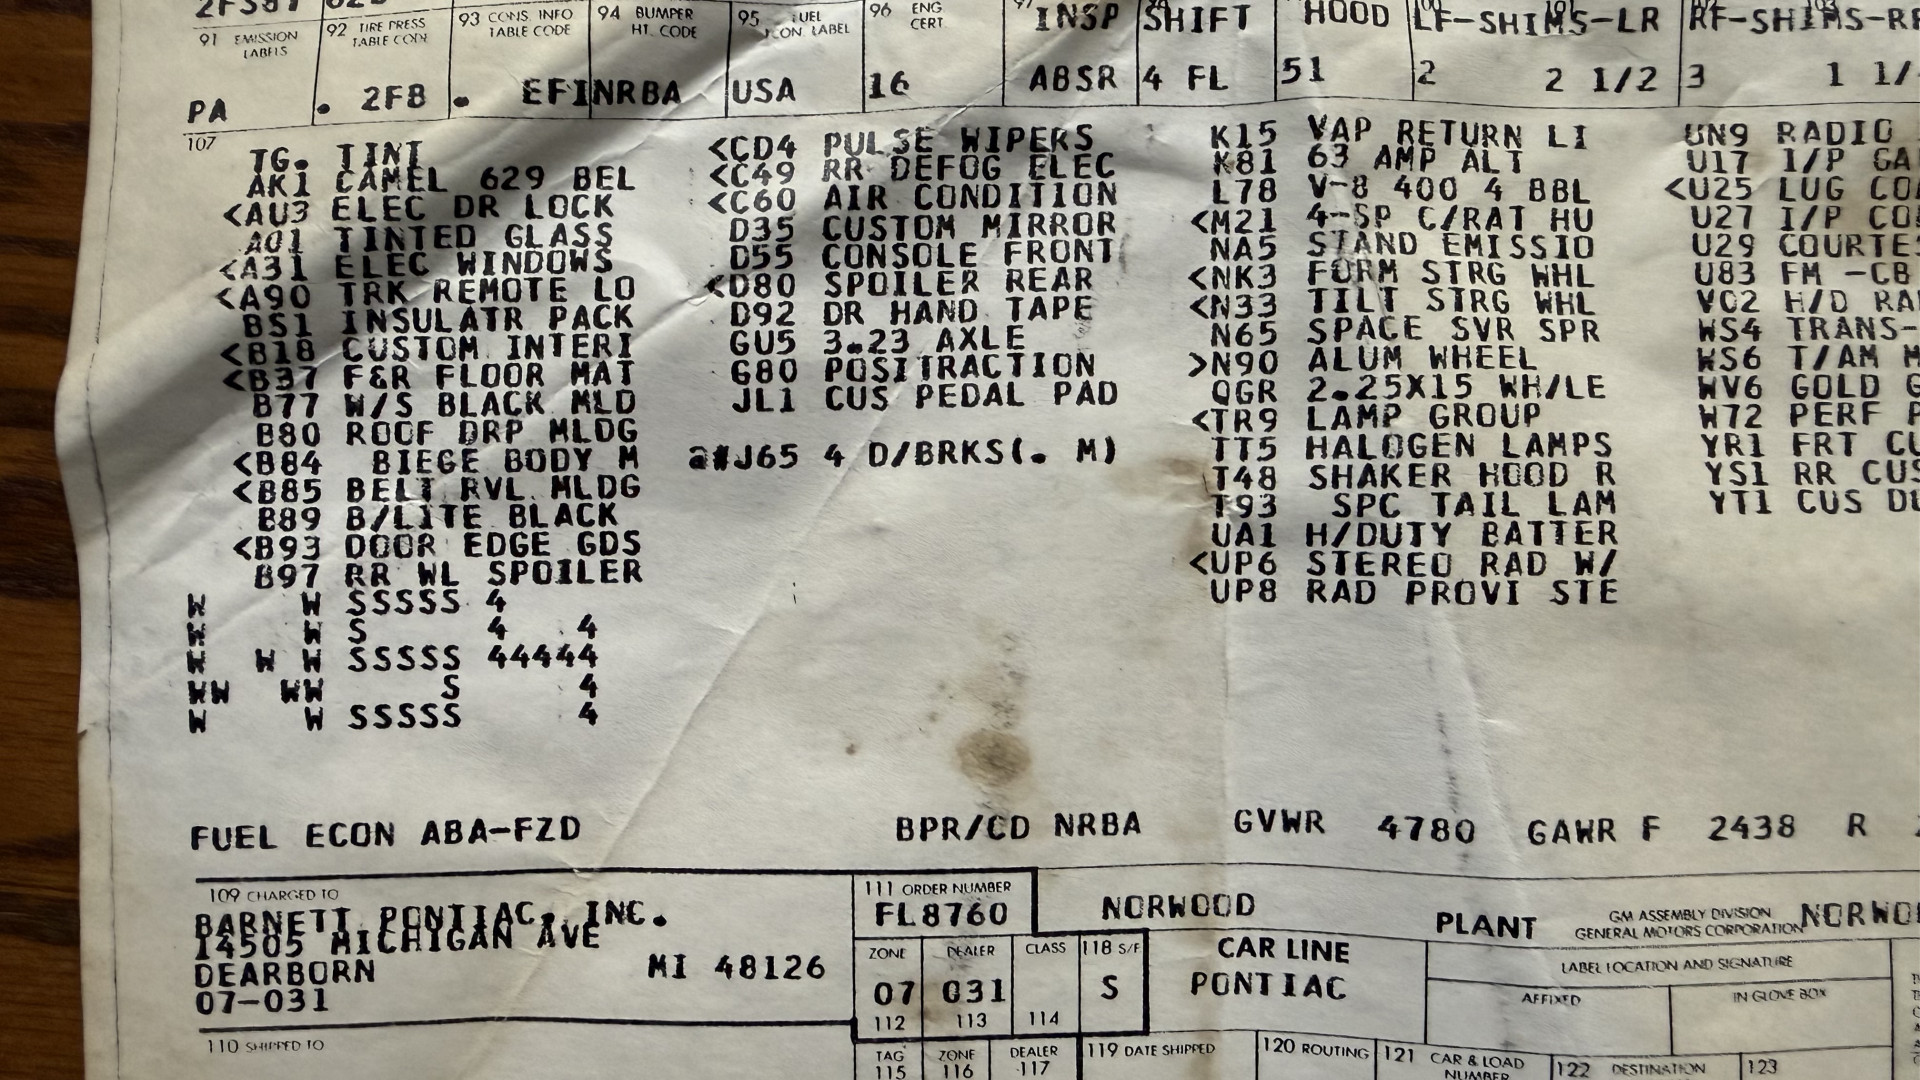 91 EMISSION LABELS
92 TIRE PRESS TABLE CODE
93 CONS. INFO TABLE CODE
94 BUMPER HT. CODE
95 FUEL ECON LABEL
96 ENG CERT.
INSP
SHIFT
HOOD
LF-SHIMS-LR
RF-SHIMS-RR
PA . 2FB . EFINRBA USA 16 ABSR 4 FL 51 2 2 1/2 3 1 1/
107
TG. TINT
AK1 CAMEL 629 BEL
<AU3 ELEC DR LOCK
A01 TINTED GLASS
<A31 ELEC WINDOWS
<A90 TRK REMOTE LO
BS1 INSULATR PACK
<B18 CUSTOM INTERI
<B37 F&R FLOOR MAT
B77 W/S BLACK MLD
B80 ROOF DRP MLDG
<B84 BIEGE BODY M
<B85 BELT RVL MLDG
B89 B/LITE BLACK
<B93 DOOR EDGE GDS
B97 RR WL SPOILER
W W SSSSS 4
W W S 4 4
W W W SSSSS 44444
WW WW S 4
W W SSSSS 4
<CD4 PULSE WIPERS
<C49 RR DEFOG ELEC
<C60 AIR CONDITION
D35 CUSTOM MIRROR
D55 CONSOLE FRONT
<D80 SPOILER REAR
D92 DR HAND TAPE
GU5 3.23 AXLE
G80 POSITRACTION
JL1 CUS PEDAL PAD
a#J65 4 D/BRKS(. M)
K15 VAP RETURN LI
K81 63 AMP ALT
L78 V-8 400 4 BBL
<M21 4-SP C/RAT HU
NA5 STAND EMISSIO
<NK3 FORM STRG WHL
<N33 TILT STRG WHL
N65 SPACE SVR SPR
>N90 ALUM WHEEL
QGR 2.25X15 WH/LE
<TR9 LAMP GROUP
TT5 HALOGEN LAMPS
T48 SHAKER HOOD R
T93 SPC TAIL LAM
UA1 H/DUTY BATTER
<UP6 STEREO RAD W/
UP8 RAD PROVI STE
UN9 RADIO
U17 I/P GA
<U25 LUG CO
U27 I/P CO
U29 COURTE
U83 FM -CB
V02 H/D RA
WS4 TRANS-
WS6 T/AM M
WV6 GOLD G
W72 PERF P
YR1 FRT CU
YS1 RR CUS
YT1 CUS DU
FUEL ECON ABA-FZD BPR/CD NRBA GVWR 4780 GAWR F 2438 R
109 CHARGED TO
BARNETT PONTIAC, INC.
14505 MICHIGAN AVE
DEARBORN MI 48126
07-031
110 SHIPPED TO
111 ORDER NUMBER
FL8760
ZONE DEALER CLASS 118 S/F
07 031 S
112 113 114
TAG 115
ZONE 116
DEALER 117
NORWOOD
CAR LINE
PONTIAC
PLANT
GM ASSEMBLY DIVISION
GENERAL MOTORS CORPORATION
NORWO
LABEL LOCATION AND SIGNATURE
AFFIXED
IN GLOVE BOX
119 DATE SHIPPED
120 ROUTING
121 CAR & LOAD NUMBER
122 DESTINATION
123